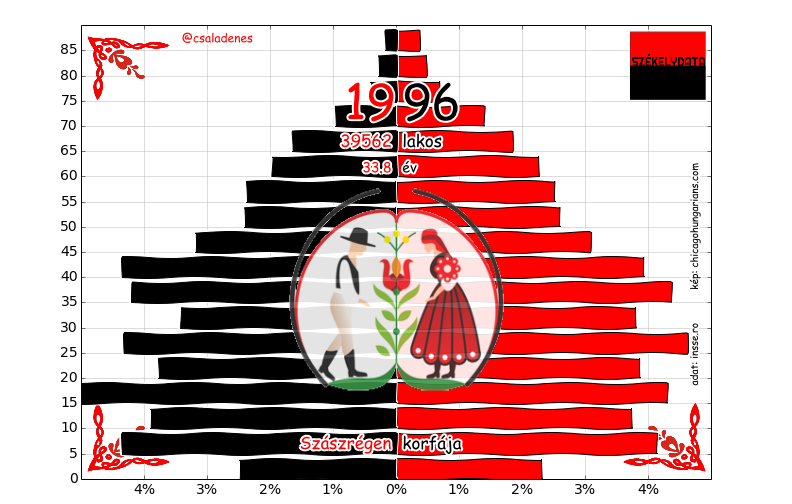 @csaladenes
SZÉKELYDATA
1996
39562 lakos
33.8 év
kép: chicagohungarians.com
adat: insse.ro
Szászrégen korfája
85
80
75
70
65
60
55
50
45
40
35
30
25
20
15
10
5
0
4% 3% 2% 1% 0% 1% 2% 3% 4%